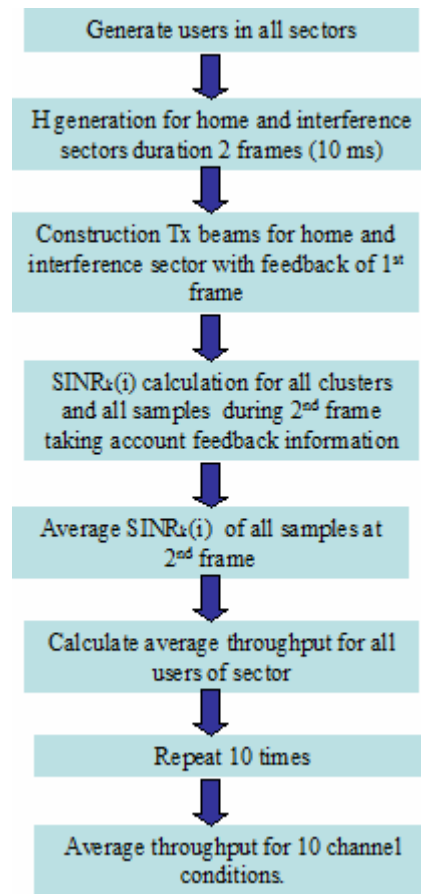 Generate users in all sectors
H generation for home and interference
sectors duration 2 frames (10 ms)
Construction Tx beams for home and
interference sector with feedback of 1st
frame
SINRk(i) calculation for all clusters
and all samples during 2nd frame
taking account feedback information
Average SINRk(i) of all samples at
2nd frame
Calculate average throughput for all
users of sector
Repeat 10 times
Average throughput for 10 channel
conditions.